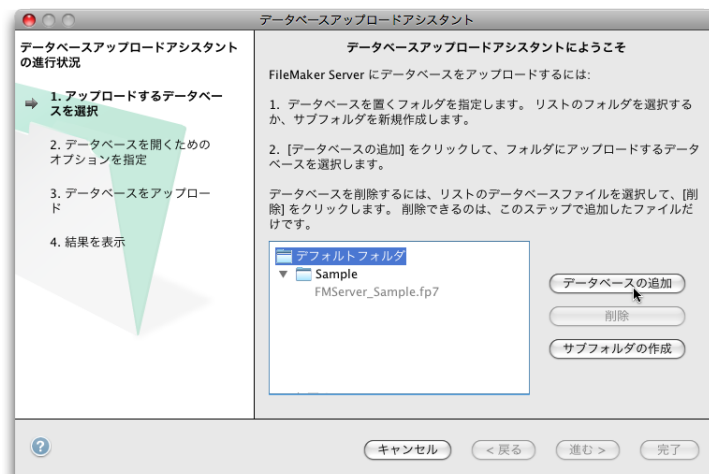 データベースアップロードアシスタント
データベースアップロードアシスタント
の進行状況
1. アップロードするデータベー
スを選択
2. データベースを開くための
オプションを指定
3. データベースをアップロー
ド
4. 結果を表示
データベースアップロードアシスタントにようこそ
FileMaker Server にデータベースをアップロードするには:
1. データベースを置くフォルダを指定します。 リストのフォルダを選択する
か、サブフォルダを新規作成します。
2. [データベースの追加] をクリックして、フォルダにアップロードするデータ
ベースを選択します。
データベースを削除するには、リストのデータベースファイルを選択して、[削
除] をクリックします。 削除できるのは、このステップで追加したファイルだ
けです。
デフォルトフォルダ
Sample
FMServer_Sample.fp7
データベースの追加
削除
サブフォルダの作成
?
キャンセル
< 戻る
進む >
完了